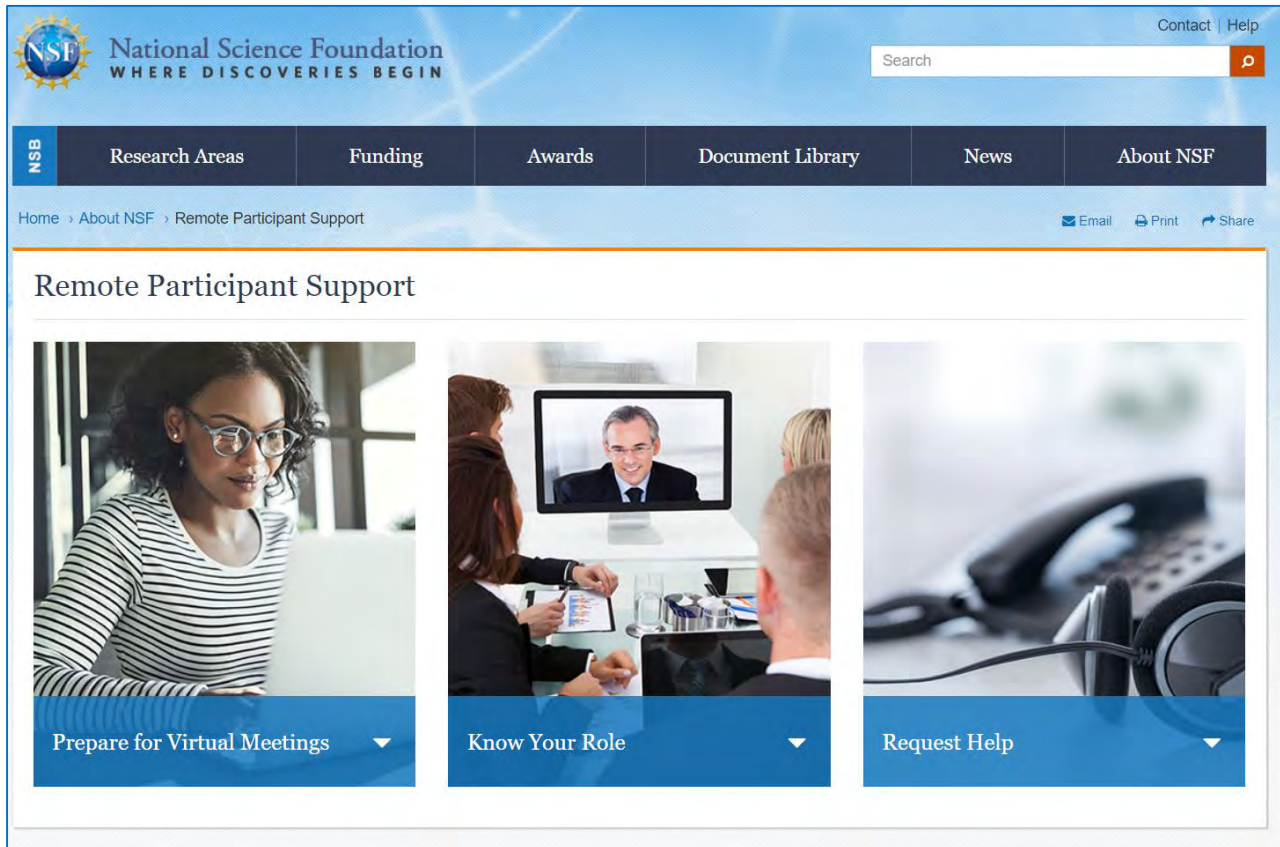 Contact | Help
NSF
National Science Foundation
WHERE DISCOVERIES BEGIN
Search
NSB
Research Areas
Funding
Awards
Document Library
News
About NSF
Home › About NSF › Remote Participant Support
Email
Print
Share
Remote Participant Support
Prepare for Virtual Meetings
Know Your Role
Request Help